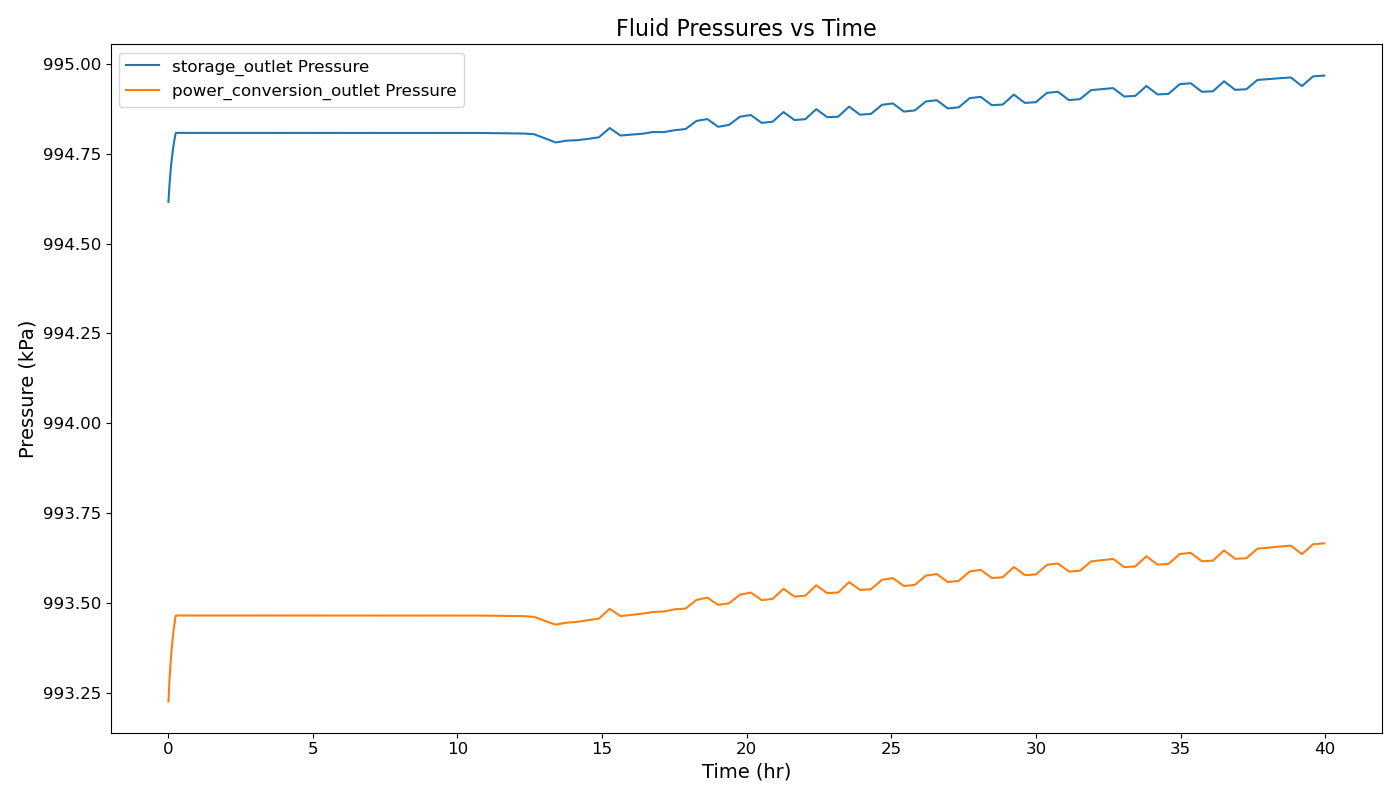 Fluid Pressures vs Time
storage_outlet Pressure
power_conversion_outlet Pressure
Pressure (kPa)
995.00
994.75
994.50
994.25
994.00
993.75
993.50
993.25
0 5 10 15 20 25 30 35 40
Time (hr)